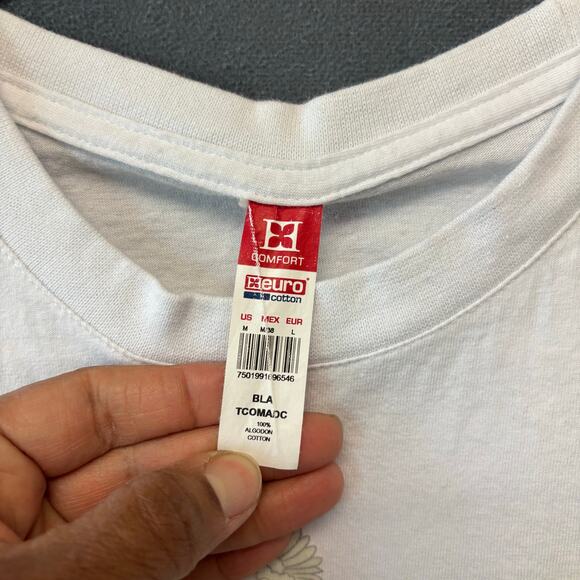 COMFORT
euro
cotton
US MEX EUR
M M/38 L
7501991696546
BLA
TCOMADC
100%
ALGODON
COTTON